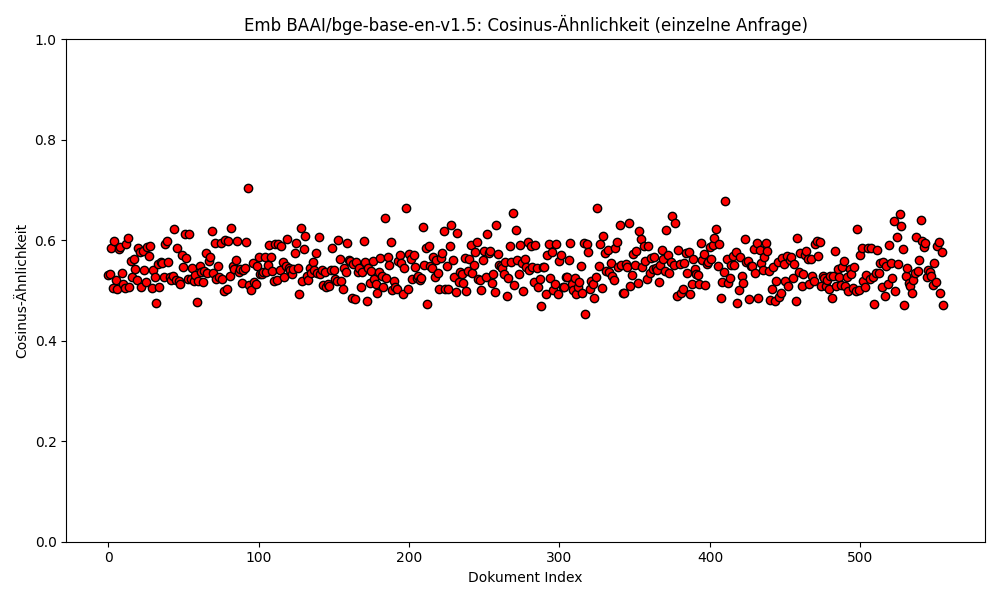 Emb BAAI/bge-base-en-v1.5: Cosinus-Ähnlichkeit (einzelne Anfrage)
Cosinus-Ähnlichkeit
1.0
0.8
0.6
0.4
0.2
0.0
0 100 200 300 400 500
Dokument Index